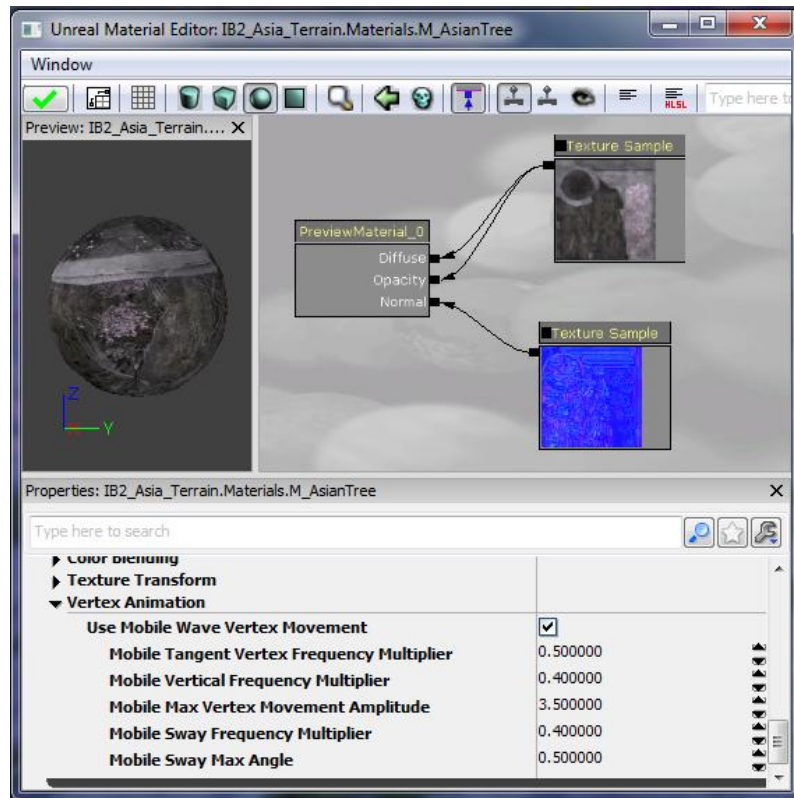 Unreal Material Editor: IB2_Asia_Terrain.Materials.M_AsianTree
Window
HLSL
Type here to
Preview: IB2_Asia_Terrain.... X
Texture Sample
PreviewMaterial_0
Diffuse
Opacity
Normal
Texture Sample
Z
Y
Properties: IB2_Asia_Terrain.Materials.M_AsianTree
Type here to search
Color Blending
Texture Transform
Vertex Animation
Use Mobile Wave Vertex Movement
Mobile Tangent Vertex Frequency Multiplier 0.500000
Mobile Vertical Frequency Multiplier 0.400000
Mobile Max Vertex Movement Amplitude 3.500000
Mobile Sway Frequency Multiplier 0.400000
Mobile Sway Max Angle 0.500000